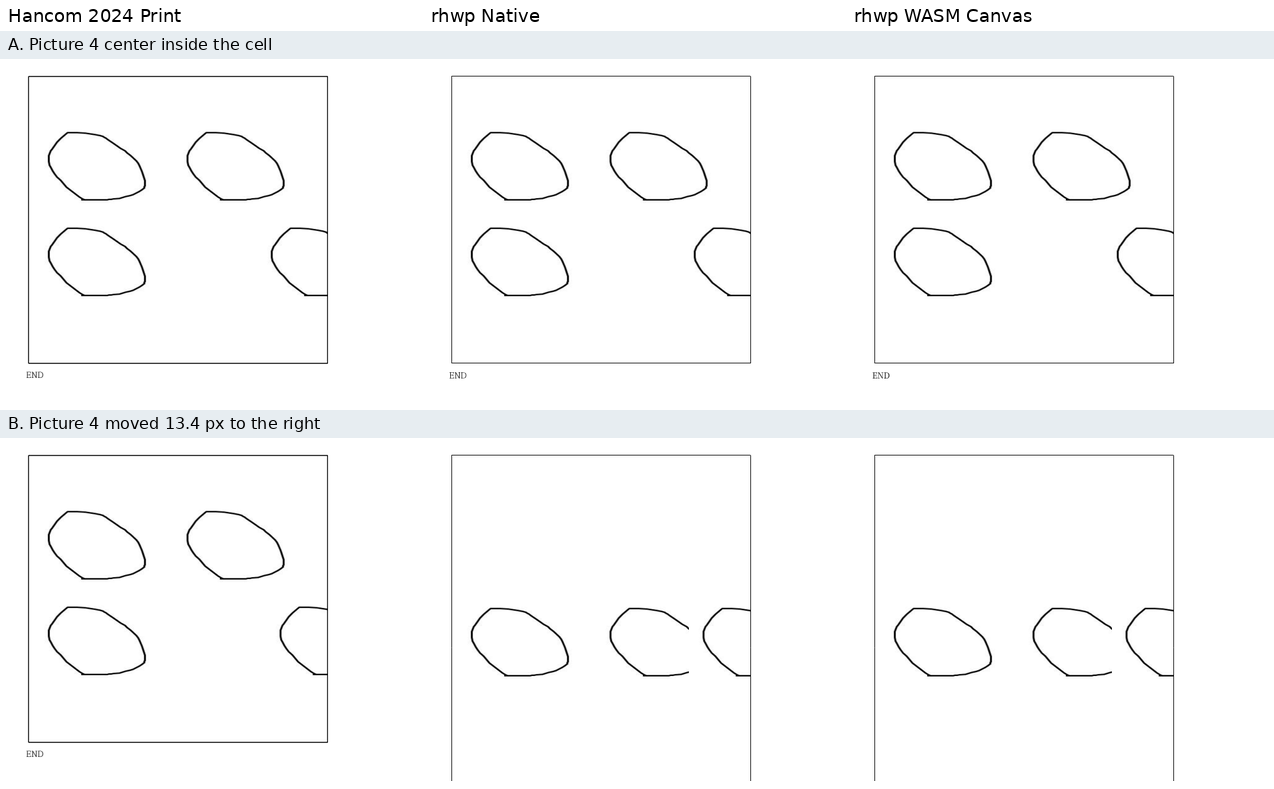 Hancom 2024 Print rhwp Native rhwp WASM Canvas
A. Picture 4 center inside the cell
END END END
B. Picture 4 moved 13.4 px to the right
END